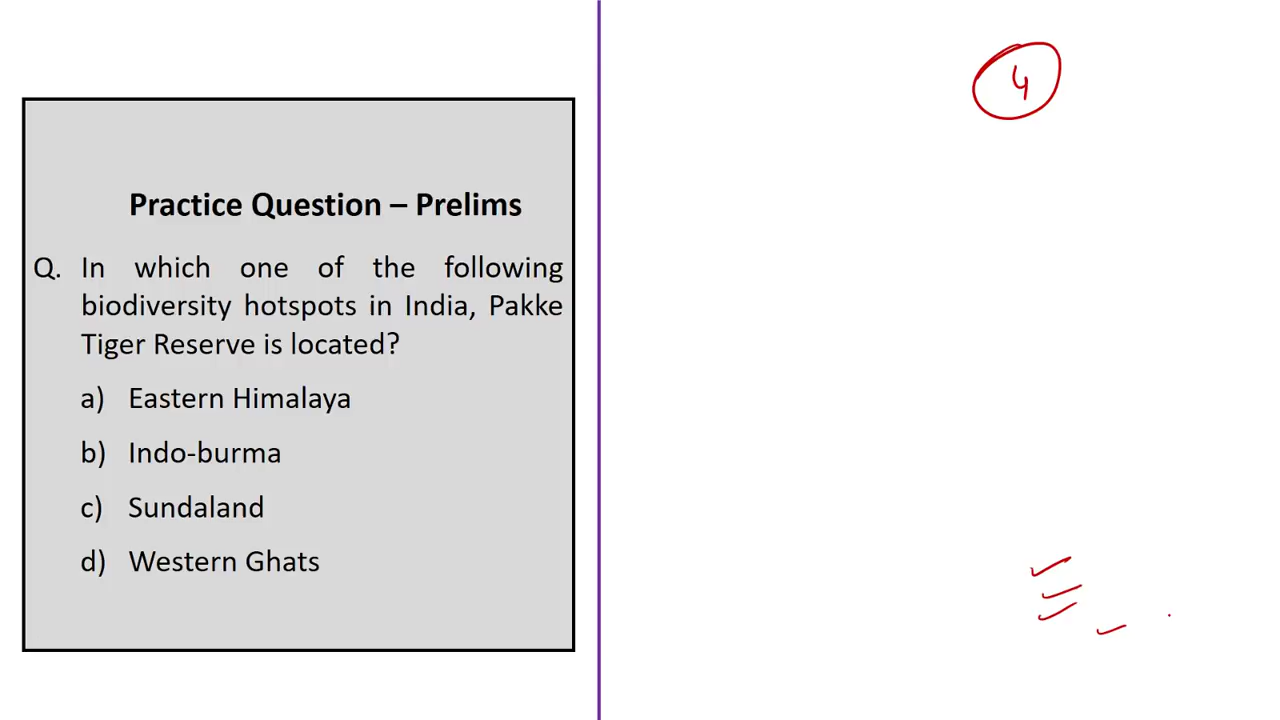 Practice Question – Prelims
Q. In which one of the following
biodiversity hotspots in India, Pakke
Tiger Reserve is located?
a) Eastern Himalaya
b) Indo-burma
c) Sundaland
d) Western Ghats
4